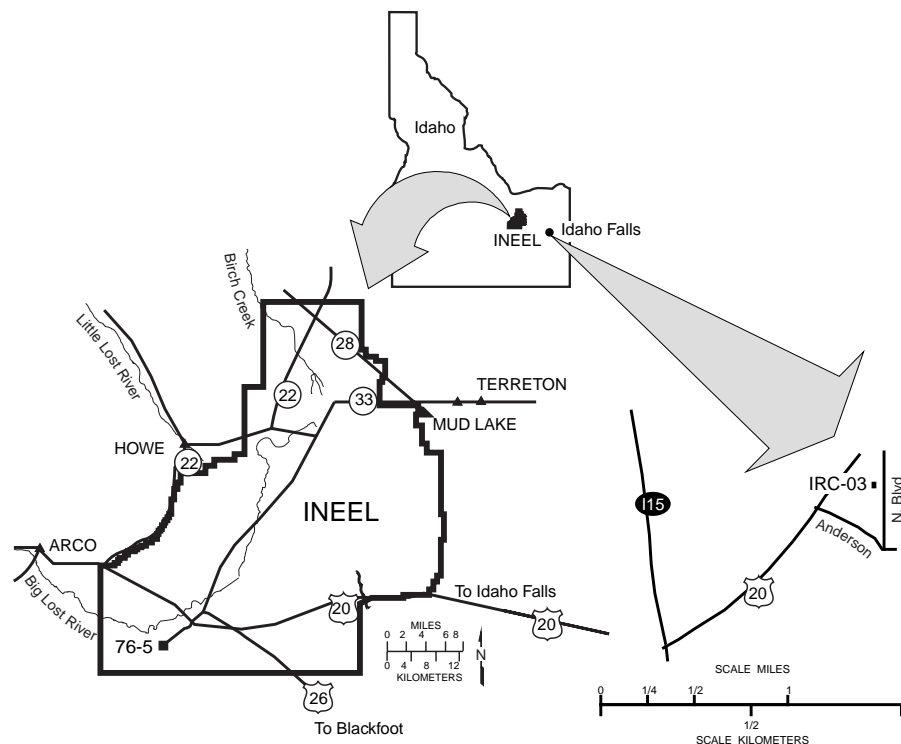 Idaho
Idaho Falls
INEEL
Birch Creek
Little Lost River
28
22
33
TERRETON
MUD LAKE
HOWE
22
INEEL
ARCO
Big Lost River
76-5
20
To Idaho Falls
20
26
To Blackfoot
MILES
0 2 4 6 8
0 4 8 12
KILOMETERS
N
I15
IRC-03
N. Blvd
Anderson
20
SCALE MILES
0 1/4 1/2 1
1/2
SCALE KILOMETERS